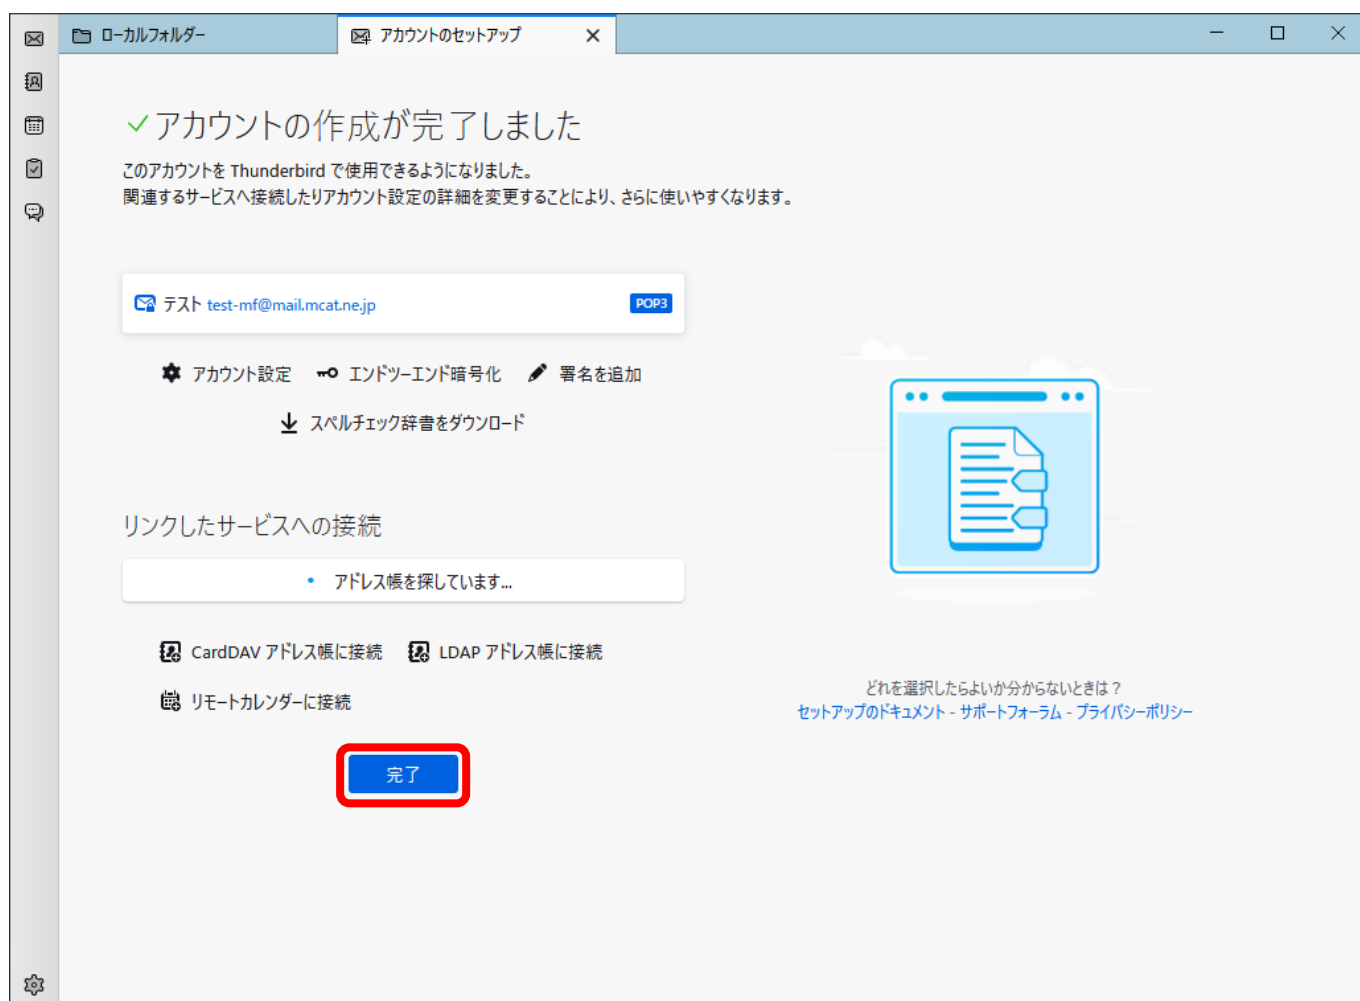 ローカルフォルダー
アカウントのセットアップ
アカウントの作成が完了しました
このアカウントを Thunderbird で使用できるようになりました。
関連するサービスへ接続したりアカウント設定の詳細を変更することにより、さらに使いやすくなります。
テスト test-mf@mail.mcat.ne.jp POP3
アカウント設定 エンドツーエンド暗号化 署名を追加
スペルチェック辞書をダウンロード
リンクしたサービスへの接続
アドレス帳を探しています...
CardDAV アドレス帳に接続 LDAP アドレス帳に接続
リモートカレンダーに接続
どれを選択したらよいか分からないときは？
セットアップのドキュメント - サポートフォーラム - プライバシーポリシー
完了